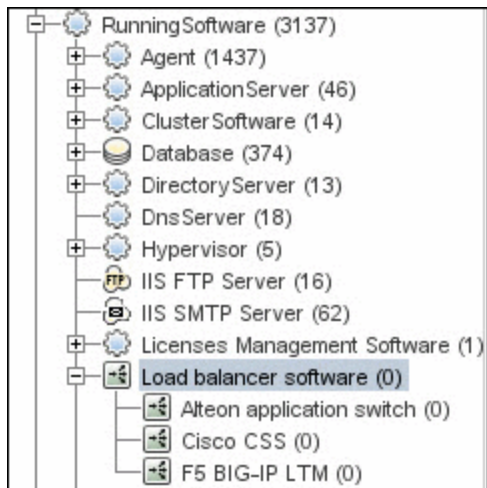 RunningSoftware (3137)
Agent (1437)
ApplicationServer (46)
ClusterSoftware (14)
Database (374)
DirectoryServer (13)
DnsServer (18)
Hypervisor (5)
FTP IIS FTP Server (16)
IIS SMTP Server (62)
Licenses Management Software (1)
Load balancer software (0)
Alteon application switch (0)
Cisco CSS (0)
F5 BIG-IP LTM (0)